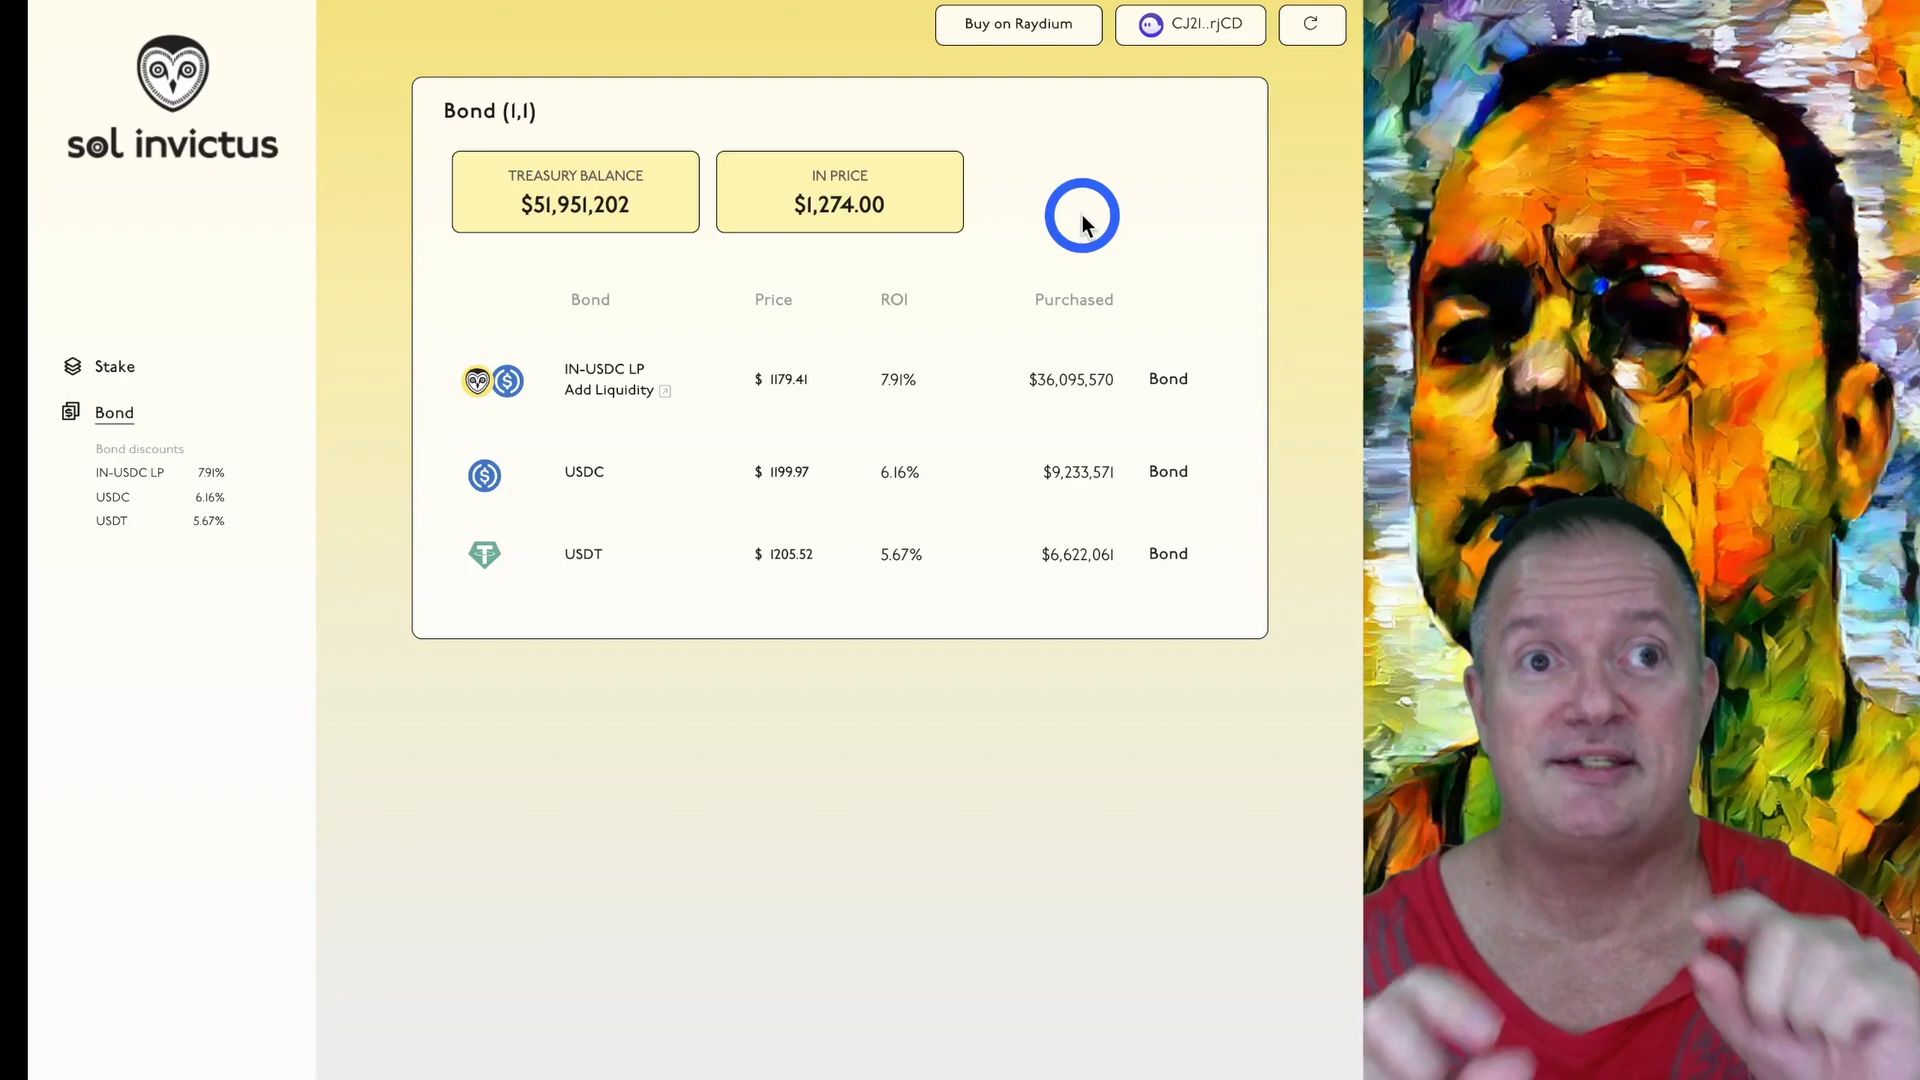 sol invictus
Stake
Bond
Bond discounts
IN-USDC LP 7.91%
USDC 6.16%
USDT 5.67%
Buy on Raydium
CJ21..rjCD
Bond (1,1)
TREASURY BALANCE
$51,951,202
IN PRICE
$1,274.00
Bond Price ROI Purchased
IN-USDC LP
Add Liquidity
$ 1179.41 7.91% $36,095,570 Bond
USDC $ 1199.97 6.16% $9,233,571 Bond
USDT $ 1205.52 5.67% $6,622,061 Bond